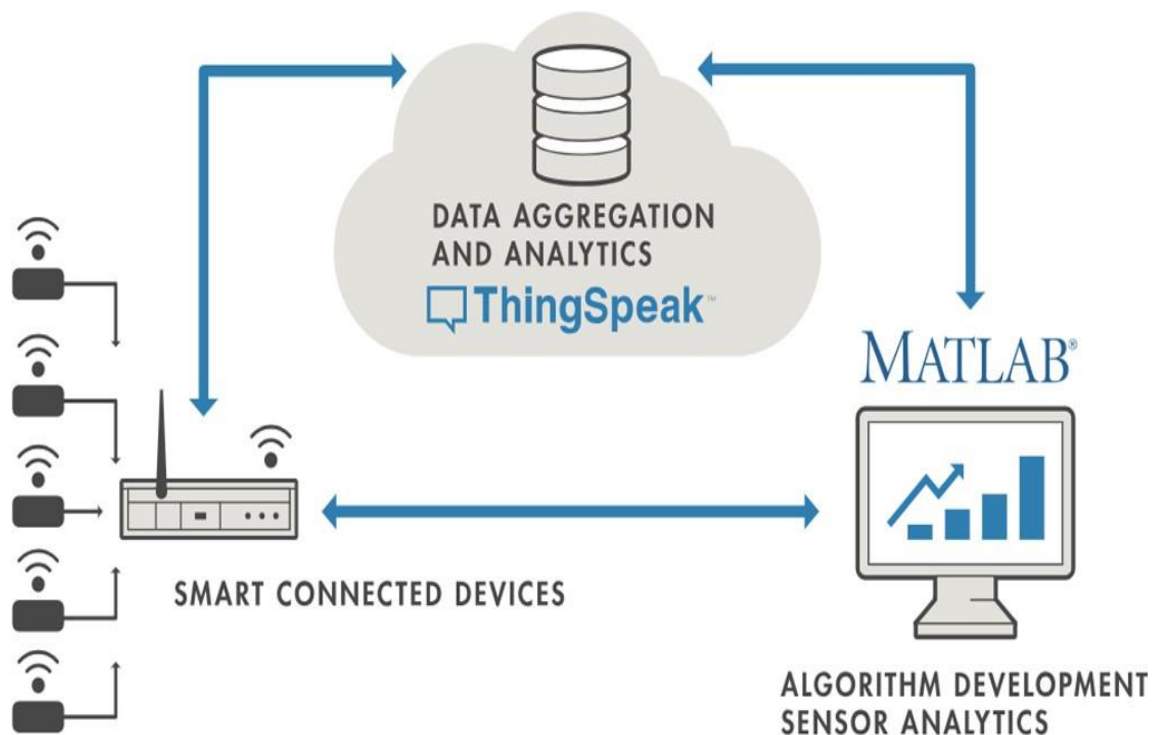 DATA AGGREGATION
AND ANALYTICS
ThingSpeak™
MATLAB®
SMART CONNECTED DEVICES
ALGORITHM DEVELOPMENT
SENSOR ANALYTICS